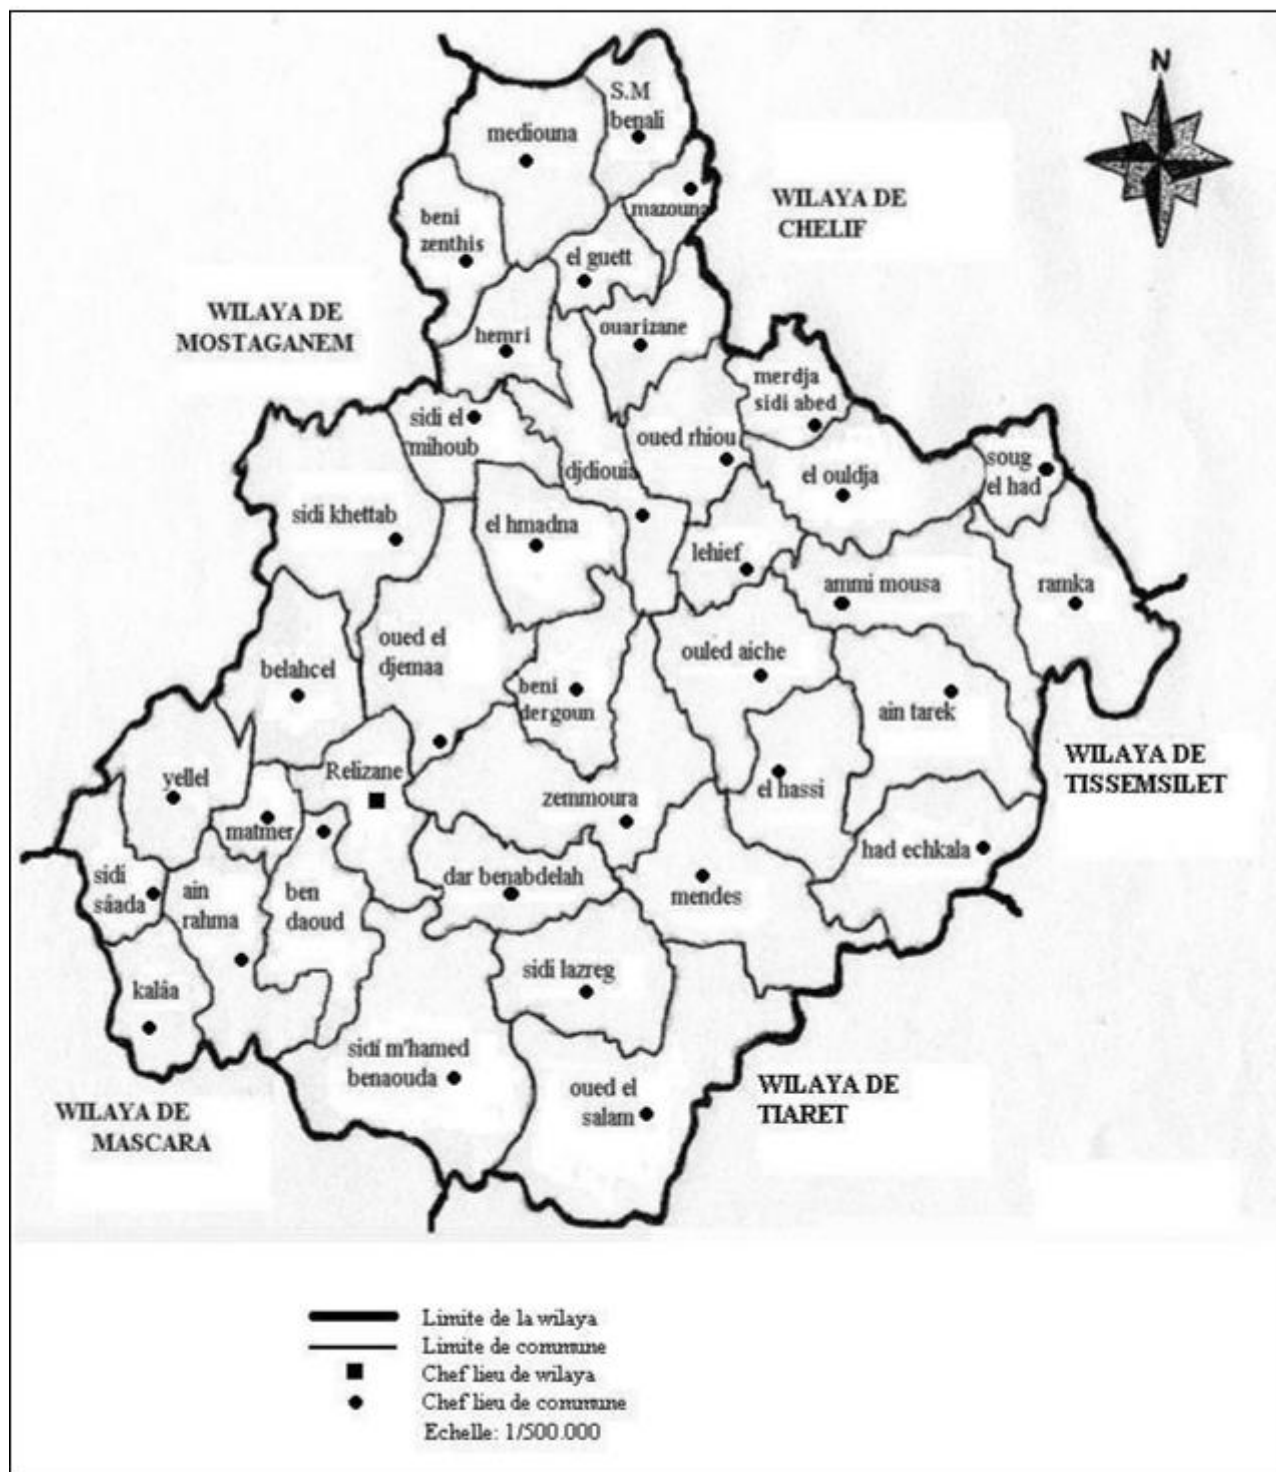 N
S.M
benali
mediouna
mazouna
WILAYA DE
CHELIF
beni
zenthis
el guett
WILAYA DE
MOSTAGANEM
hemri
ouarizane
merdja
sidi abed
sidi el
mihoub
oued rhiou
djdiouia
el ouldja
soug
el had
sidi khettab
el hmadna
lehief
ammi mousa
ramka
oued el
djemaa
belahcel
ouled aiche
beni
dergoun
ain tarek
WILAYA DE
TISSEMSILET
Relizane
yellel
zemmoura
el hassi
matmer
had echkala
sidi
sâada
ain
rahma
ben
daoud
dar benabdelah
mendes
kalâa
sidi lazreg
sidi m'hamed
benaouda
oued el
salam
WILAYA DE
TIARET
WILAYA DE
MASCARA
Limite de la wilaya
Limite de commune
Chef lieu de wilaya
Chef lieu de commune
Echelle: 1/500.000